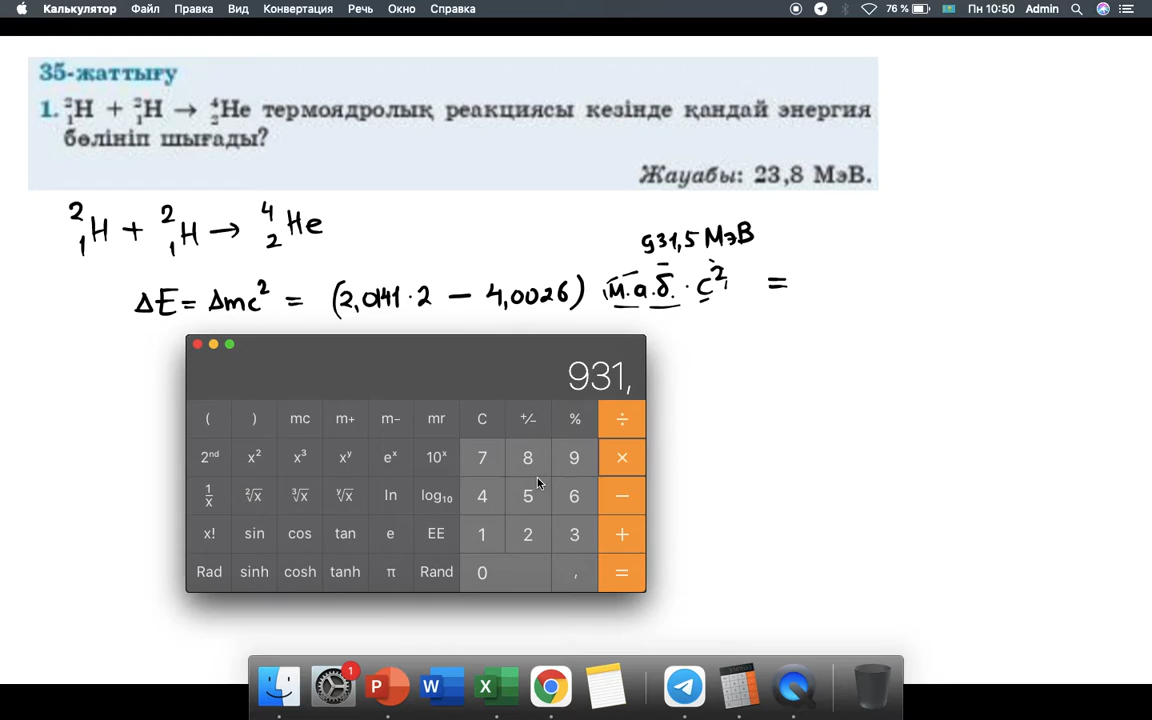 Калькулятор Файл Правка Вид Конвертация Речь Окно Справка 76 % Пн 10:50 Admin
35-жаттығу
1. ²₁H + ²₁H → ⁴₂He термоядролық реакциясы кезінде қандай энергия
бөлініп шығады?
Жауабы: 23,8 МэВ.
²₁H + ²₁H → ⁴₂He
931,5 МэВ
ΔE = Δmc² = (2,0141 · 2 − 4,0026) м.а.б. · c² =
931,
( ) mc m+ m- mr C +/− % ÷
2nd x² x³ xʸ eˣ 10ˣ 7 8 9 ×
1/x ²√x ³√x ʸ√x ln log₁₀ 4 5 6 −
x! sin cos tan e EE 1 2 3 +
Rad sinh cosh tanh π Rand 0 , =
1
P W X